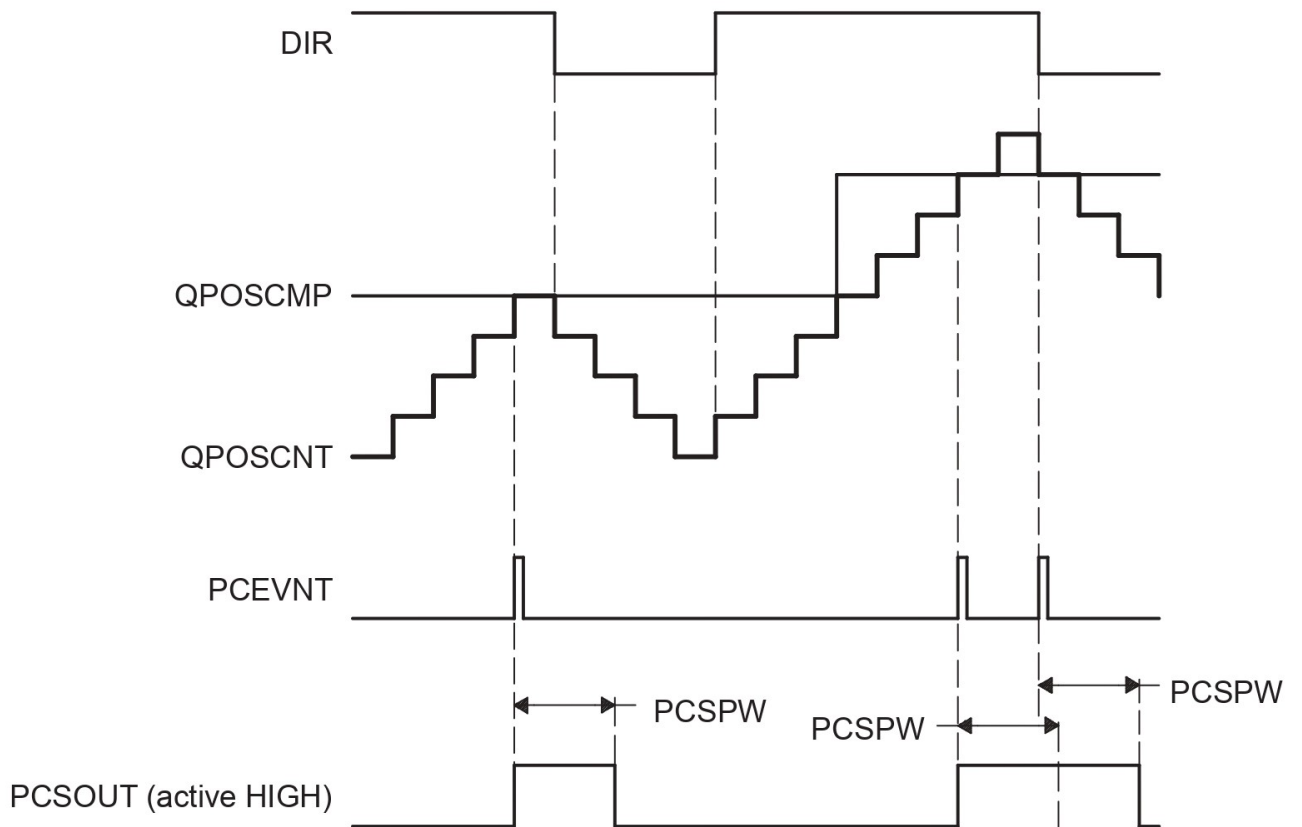 DIR
QPOSCMP
QPOSCNT
PCEVNT
PCSPW
PCSPW
PCSPW
PCSOUT (active HIGH)